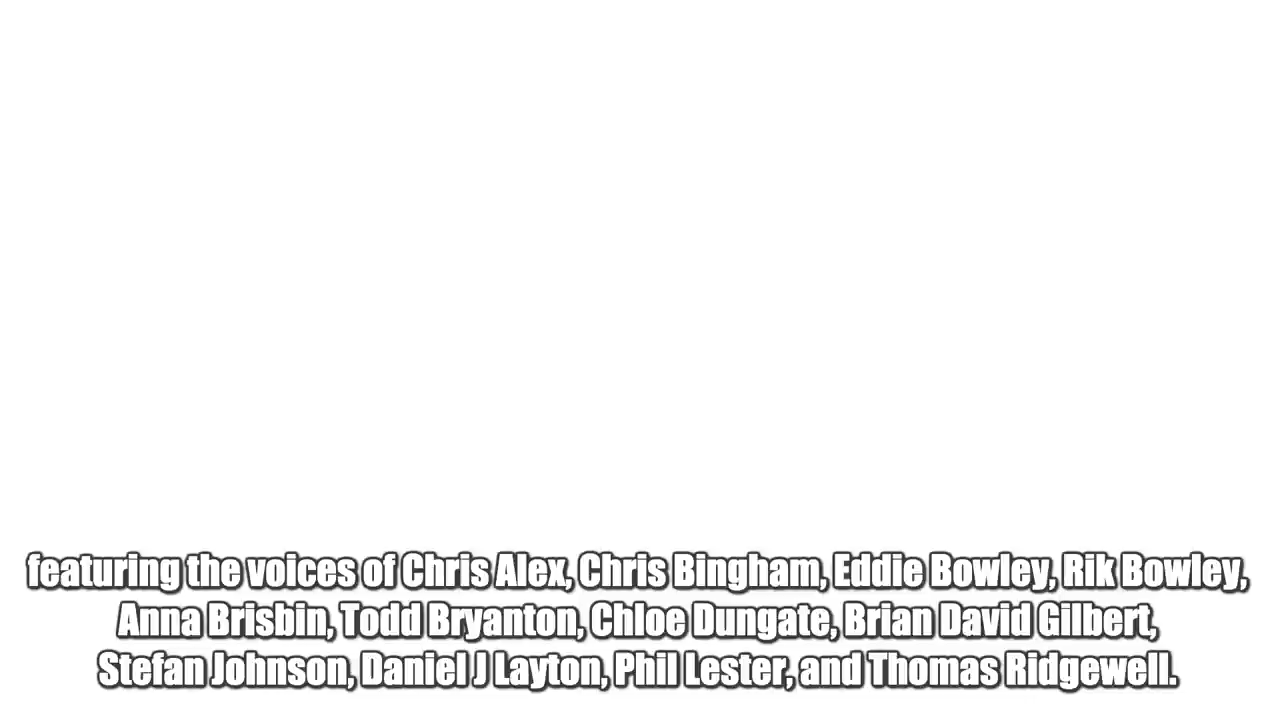 featuring the voices of Chris Alex, Chris Bingham, Eddie Bowley, Rik Bowley,
Anna Brisbin, Todd Bryanton, Chloe Dungate, Brian David Gilbert,
Stefan Johnson, Daniel J Layton, Phil Lester, and Thomas Ridgewell.